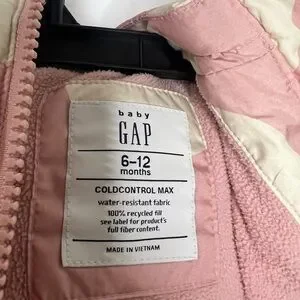 baby
GAP
6–12
months
COLDCONTROL MAX
water-resistant fabric
100% recycled fill
see label for product's
full fiber content.
MADE IN VIETNAM